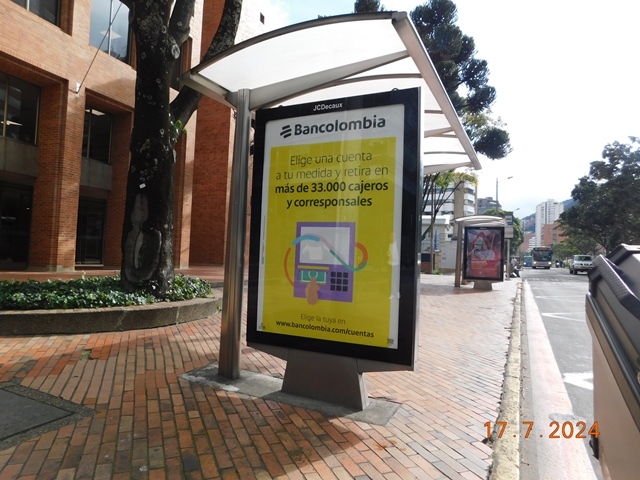 JCDecaux
Bancolombia
Elige una cuenta
a tu medida y retira en
más de 33.000 cajeros
y corresponsales
Elige la tuya en
www.bancolombia.com/cuentas
17.7.2024